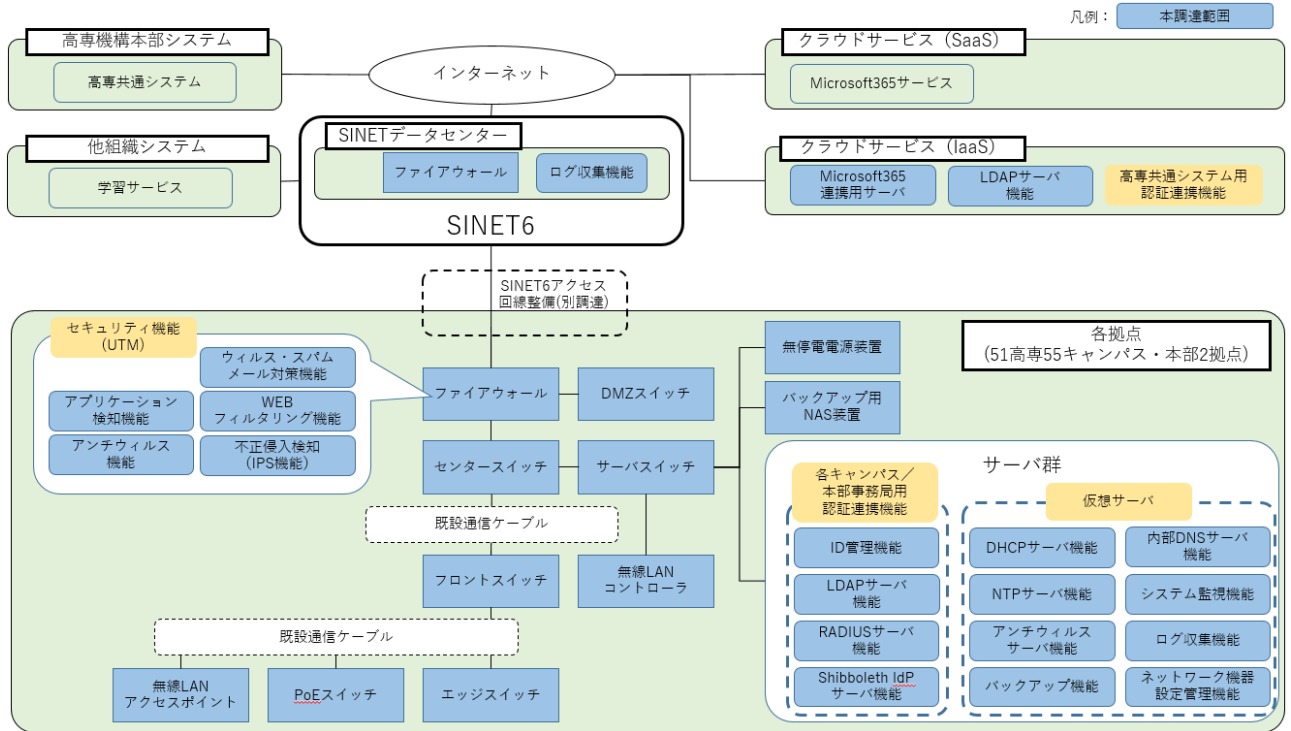 凡例：
本調達範囲
高専機構本部システム
高専共通システム
インターネット
クラウドサービス（SaaS）
Microsoft365サービス
他組織システム
学習サービス
SINETデータセンター
ファイアウォール
ログ収集機能
SINET6
クラウドサービス（IaaS）
Microsoft365
連携用サーバ
LDAPサーバ
機能
高専共通システム用
認証連携機能
SINET6アクセス
回線整備(別調達)
各拠点
(51高専55キャンパス・本部2拠点)
セキュリティ機能
(UTM)
ウィルス・スパム
メール対策機能
アプリケーション
検知機能
WEB
フィルタリング機能
アンチウィルス
機能
不正侵入検知
(IPS機能)
ファイアウォール
DMZスイッチ
無停電電源装置
バックアップ用
NAS装置
センタースイッチ
サーバスイッチ
既設通信ケーブル
フロントスイッチ
無線LAN
コントローラ
既設通信ケーブル
無線LAN
アクセスポイント
PoEスイッチ
エッジスイッチ
サーバ群
各キャンパス／
本部事務局用
認証連携機能
ID管理機能
LDAPサーバ
機能
RADIUSサーバ
機能
Shibboleth IdP
サーバ機能
仮想サーバ
DHCPサーバ機能
内部DNSサーバ
機能
NTPサーバ機能
システム監視機能
アンチウィルス
サーバ機能
ログ収集機能
バックアップ機能
ネットワーク機器
設定管理機能